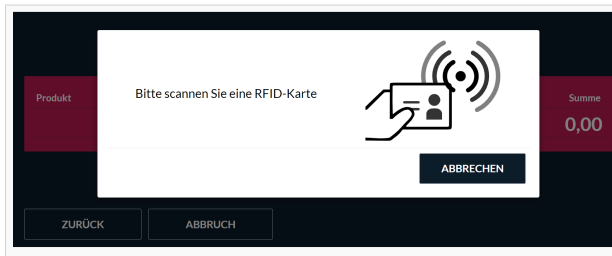 Bitte scannen Sie eine RFID-Karte
Produkt
Summe
0,00
ABBRECHEN
ZURÜCK
ABBRUCH